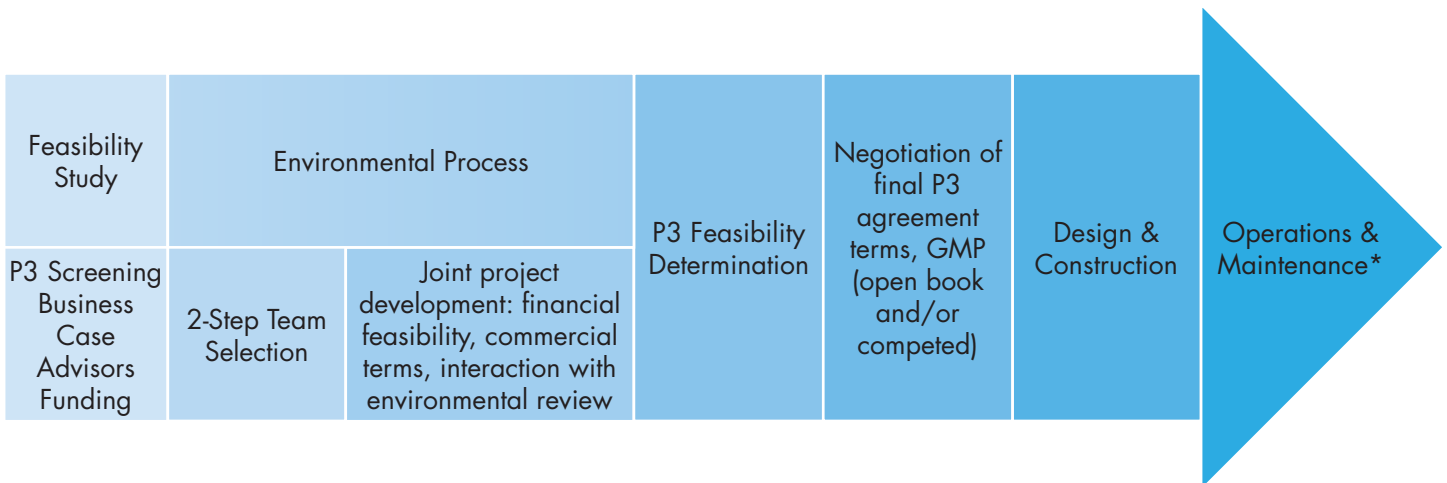 Feasibility
Study
Environmental Process
P3 Screening
Business
Case
Advisors
Funding
2-Step Team
Selection
Joint project
development: financial
feasibility, commercial
terms, interaction with
environmental review
P3 Feasibility
Determination
Negotiation of
final P3
agreement
terms, GMP
(open book
and/or
competed)
Design &
Construction
Operations &
Maintenance*